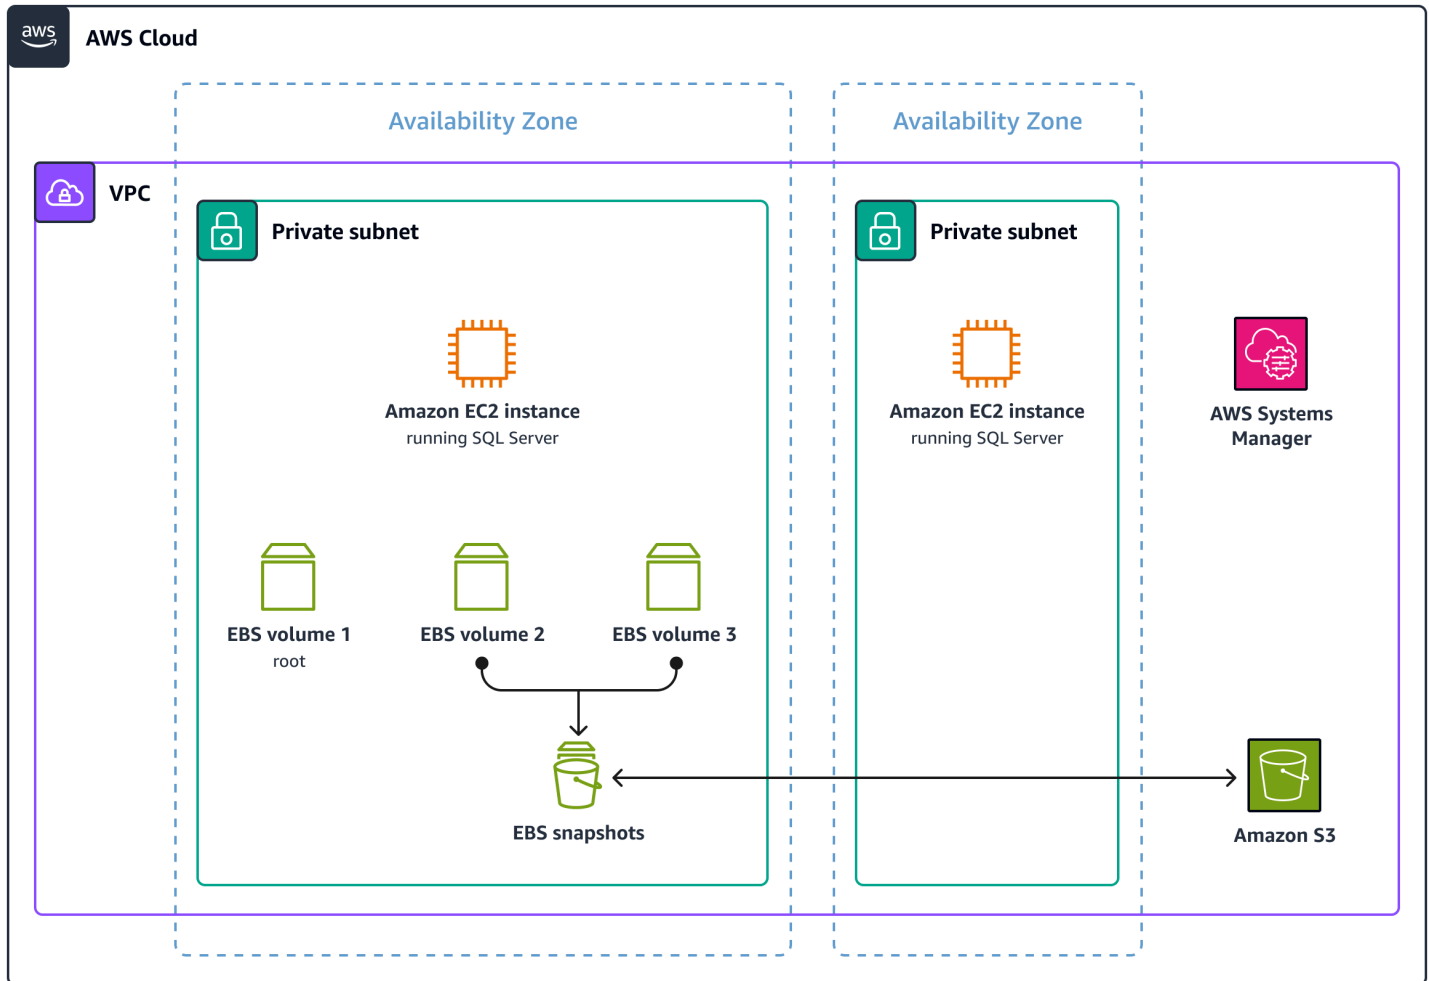 aws
AWS Cloud
Availability Zone
Availability Zone
VPC
Private subnet
Private subnet
Amazon EC2 instance
running SQL Server
Amazon EC2 instance
running SQL Server
AWS Systems
Manager
EBS volume 1
root
EBS volume 2
EBS volume 3
EBS snapshots
Amazon S3